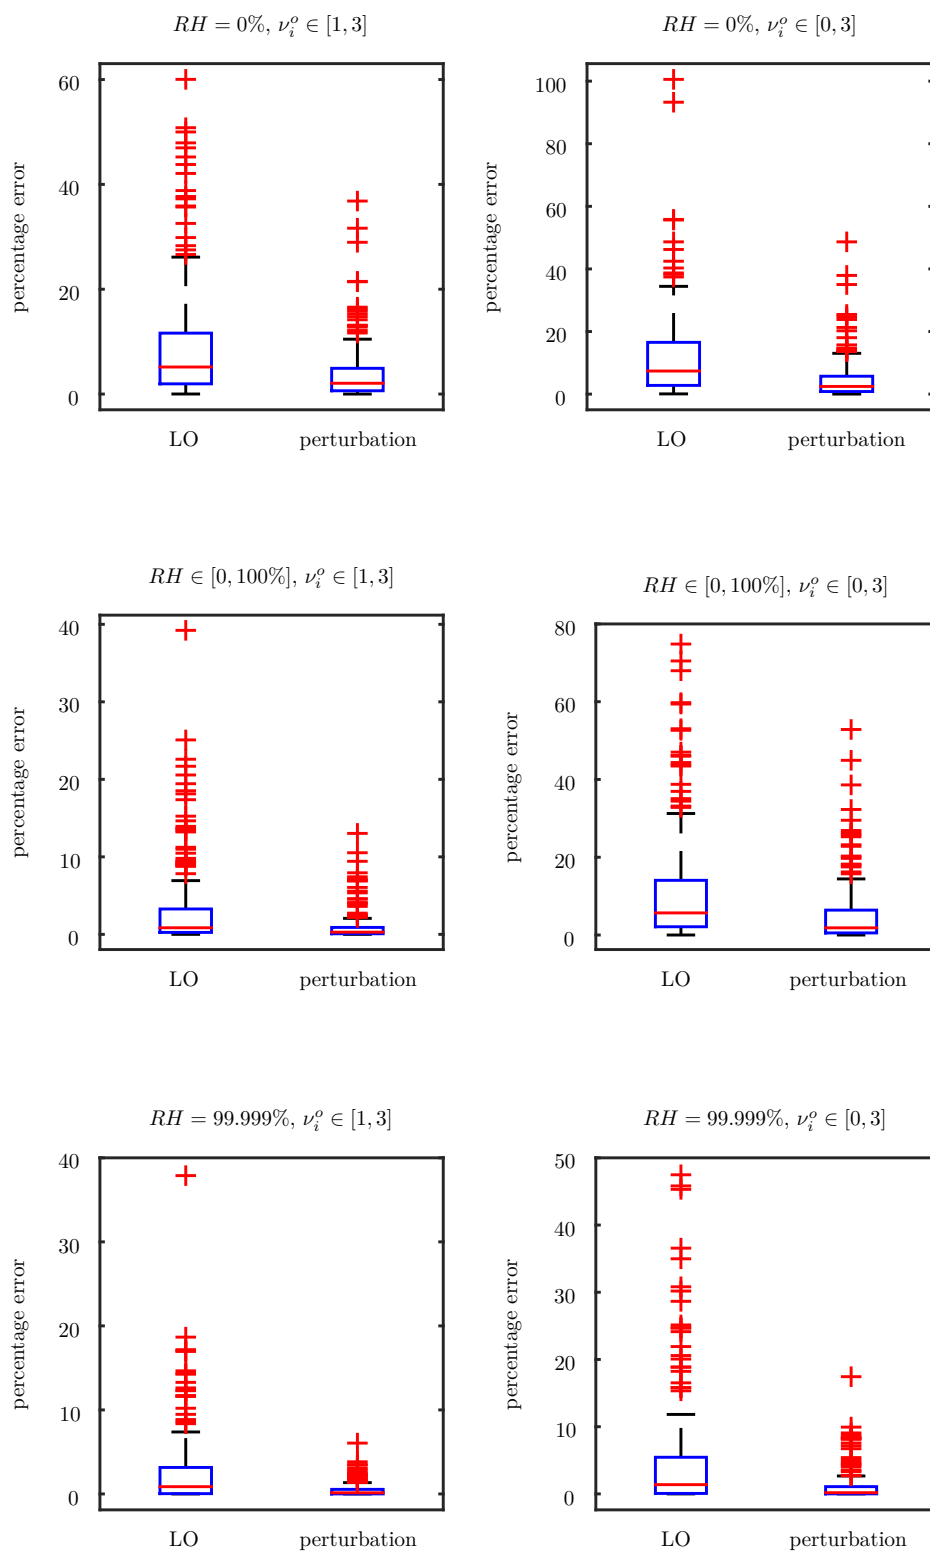 RH = 0%, ν_i^o ∈ [1, 3]
percentage error
60
40
20
0
LO perturbation
RH = 0%, ν_i^o ∈ [0, 3]
percentage error
100
80
60
40
20
0
LO perturbation
RH ∈ [0, 100%], ν_i^o ∈ [1, 3]
percentage error
40
30
20
10
0
LO perturbation
RH ∈ [0, 100%], ν_i^o ∈ [0, 3]
percentage error
80
60
40
20
0
LO perturbation
RH = 99.999%, ν_i^o ∈ [1, 3]
percentage error
40
30
20
10
0
LO perturbation
RH = 99.999%, ν_i^o ∈ [0, 3]
percentage error
50
40
30
20
10
0
LO perturbation